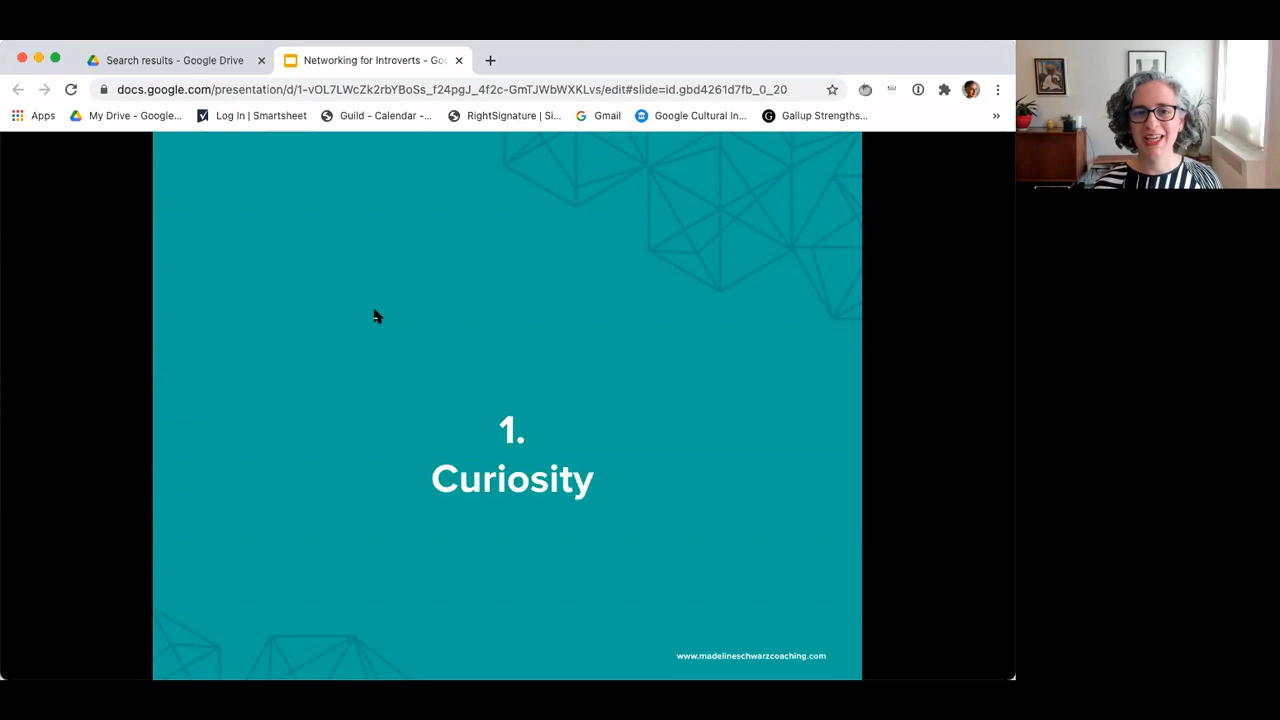 Search results - Google Drive
Networking for Introverts - Goo
docs.google.com/presentation/d/1-vOL7LWcZk2rbYBoSs_f24pgJ_4f2c-GmTJWbWXKLvs/edit#slide=id.gbd4261d7fb_0_20
Apps
My Drive - Google...
Log In | Smartsheet
Guild - Calendar -...
RightSignature | Si...
Gmail
Google Cultural In...
Gallup Strengths...
1.
Curiosity
www.madelineschwarzcoaching.com